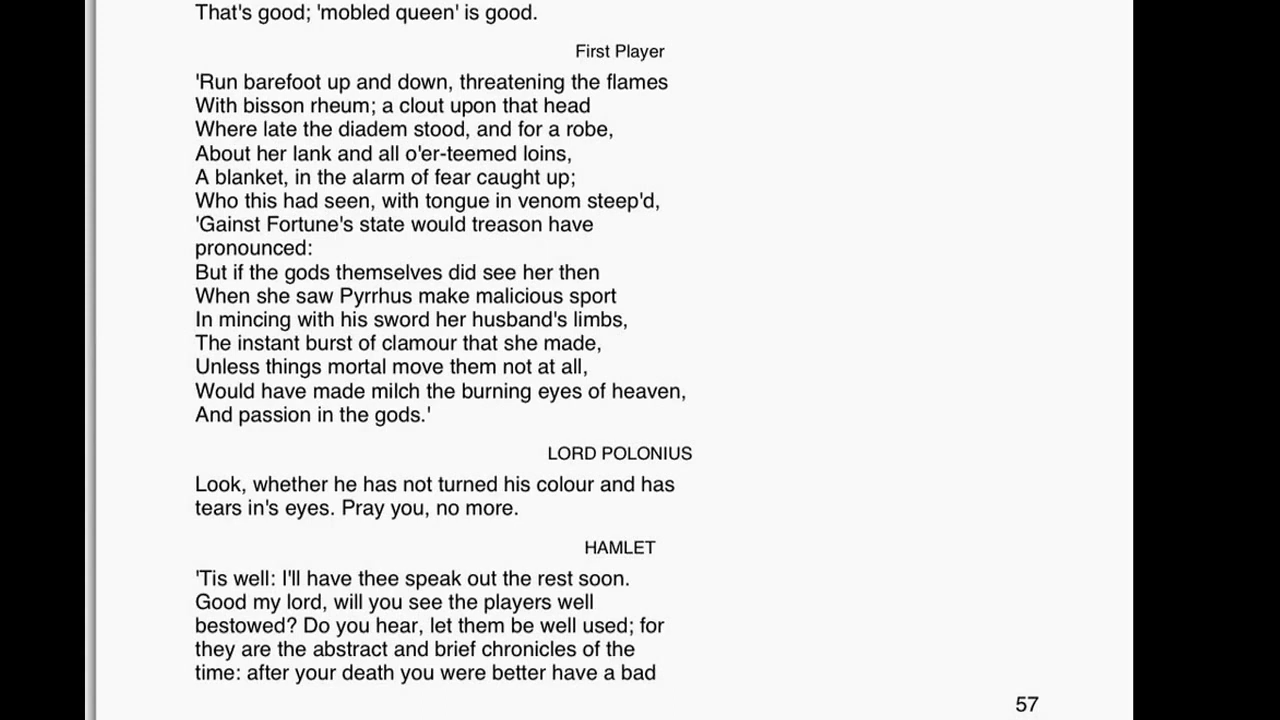 That's good; 'mobled queen' is good.
First Player
'Run barefoot up and down, threatening the flames
With bisson rheum; a clout upon that head
Where late the diadem stood, and for a robe,
About her lank and all o'er-teemed loins,
A blanket, in the alarm of fear caught up;
Who this had seen, with tongue in venom steep'd,
'Gainst Fortune's state would treason have
pronounced:
But if the gods themselves did see her then
When she saw Pyrrhus make malicious sport
In mincing with his sword her husband's limbs,
The instant burst of clamour that she made,
Unless things mortal move them not at all,
Would have made milch the burning eyes of heaven,
And passion in the gods.'
LORD POLONIUS
Look, whether he has not turned his colour and has
tears in's eyes. Pray you, no more.
HAMLET
'Tis well: I'll have thee speak out the rest soon.
Good my lord, will you see the players well
bestowed? Do you hear, let them be well used; for
they are the abstract and brief chronicles of the
time: after your death you were better have a bad
57